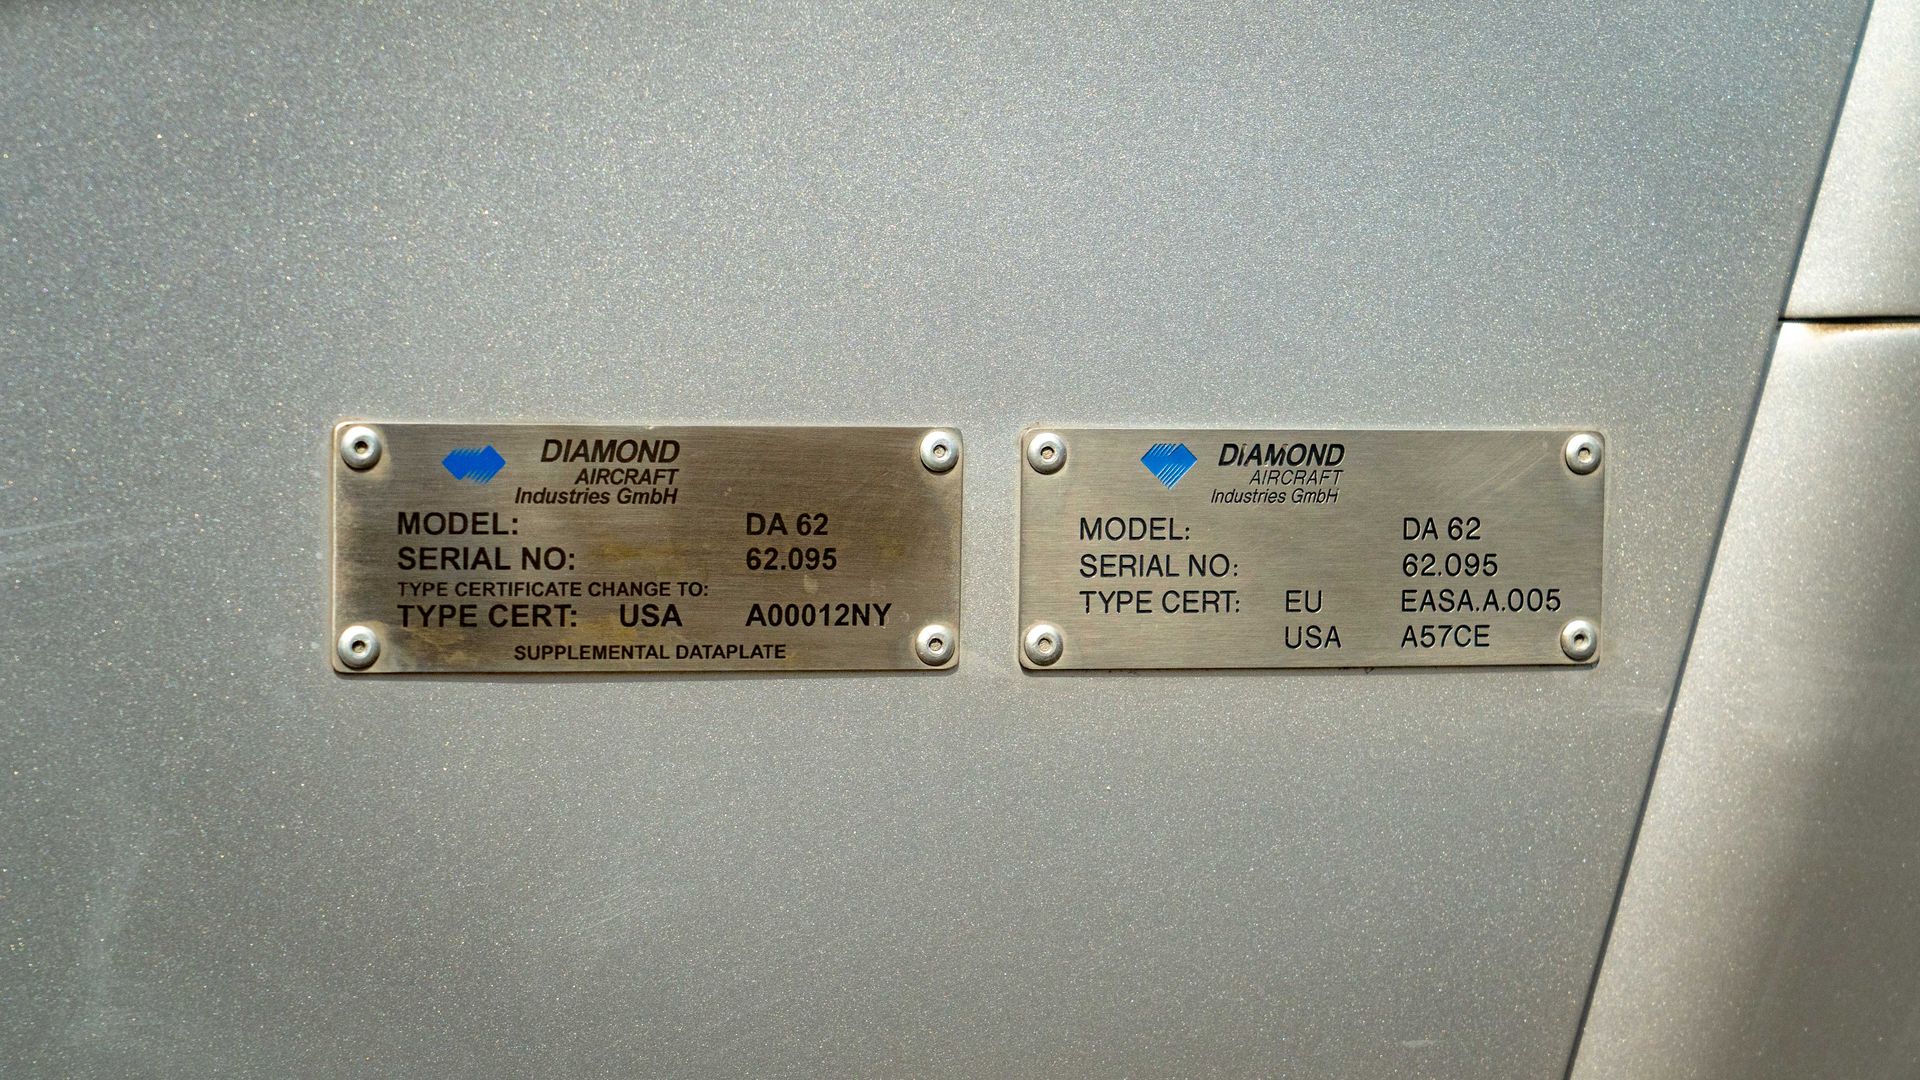 DIAMOND
AIRCRAFT
Industries GmbH
MODEL: DA 62
SERIAL NO: 62.095
TYPE CERTIFICATE CHANGE TO:
TYPE CERT: USA A00012NY
SUPPLEMENTAL DATAPLATE
DIAMOND
AIRCRAFT
Industries GmbH
MODEL: DA 62
SERIAL NO: 62.095
TYPE CERT: EU EASA.A.005
USA A57CE